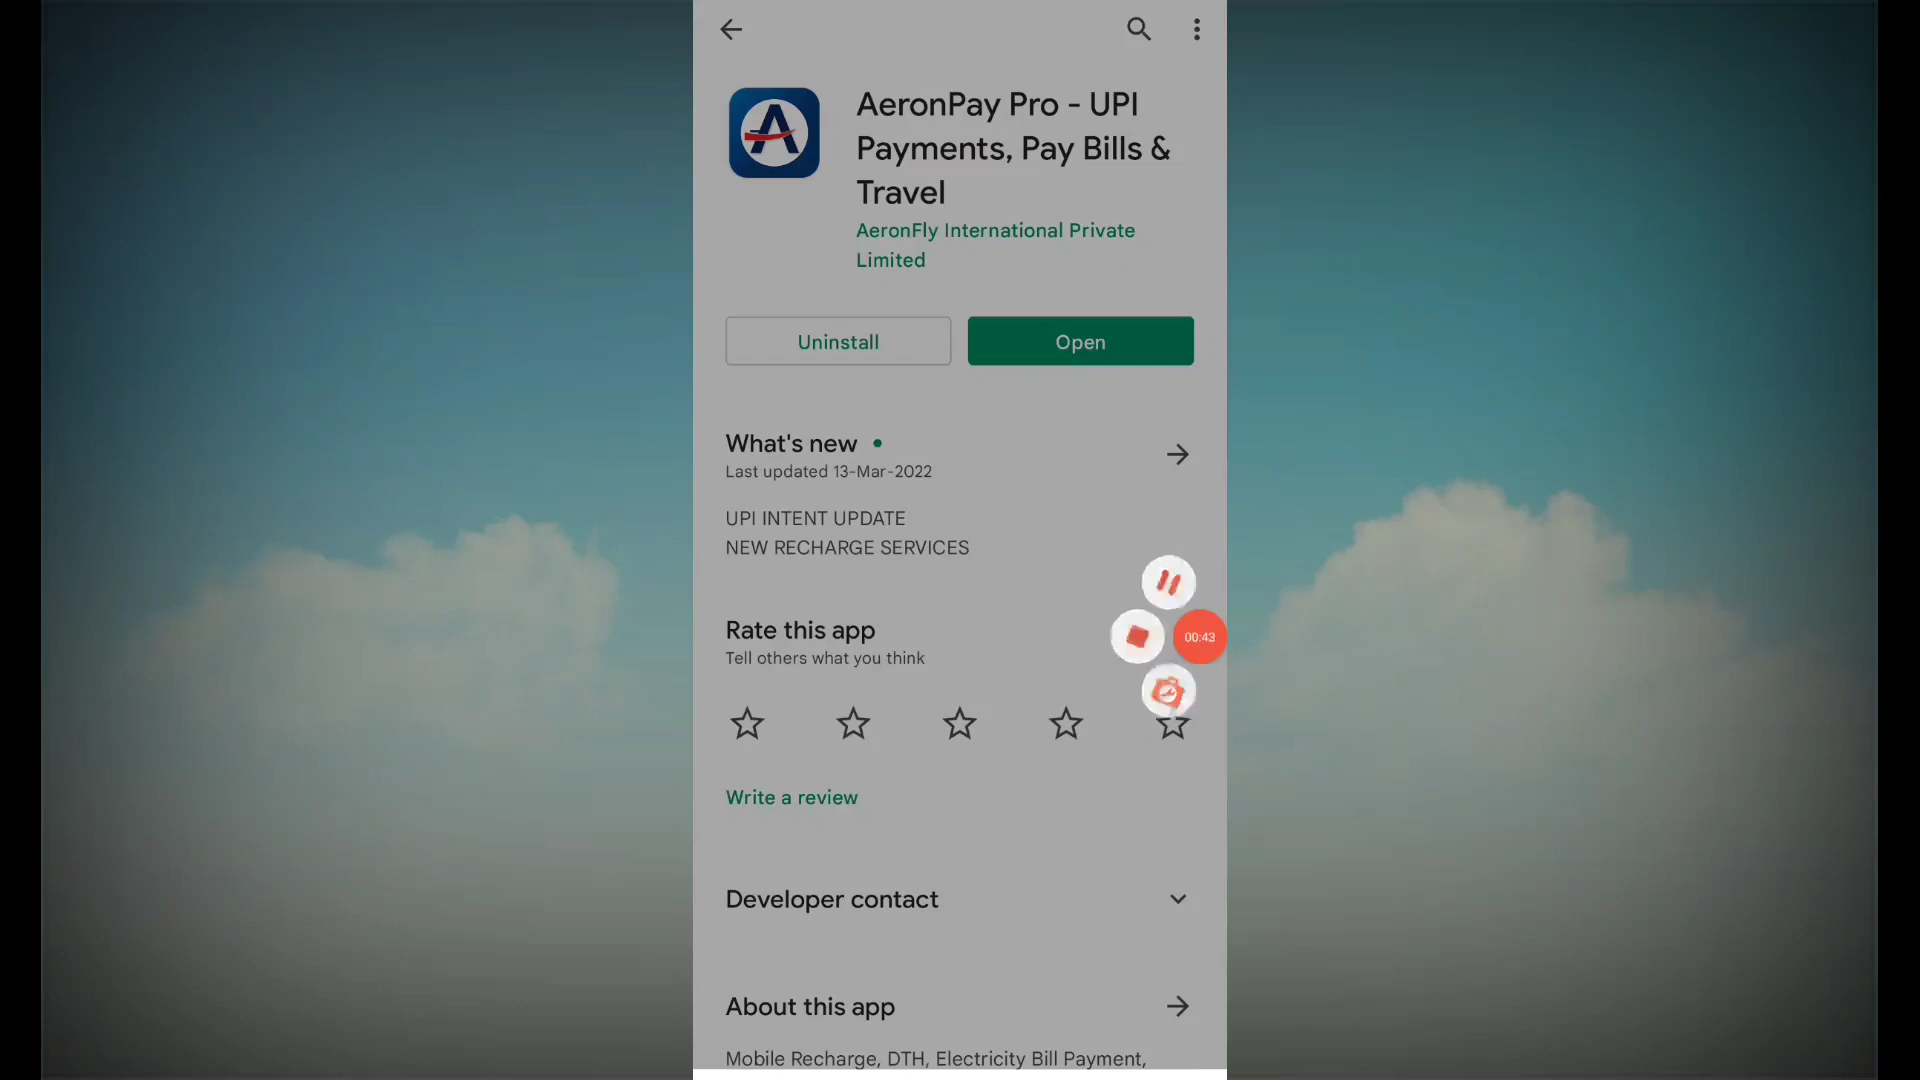 AeronPay Pro - UPI
Payments, Pay Bills &
Travel
AeronFly International Private
Limited
Uninstall
Open
What's new
Last updated 13-Mar-2022
UPI INTENT UPDATE
NEW RECHARGE SERVICES
00:43
Rate this app
Tell others what you think
Write a review
Developer contact
About this app
Mobile Recharge, DTH, Electricity Bill Payment,